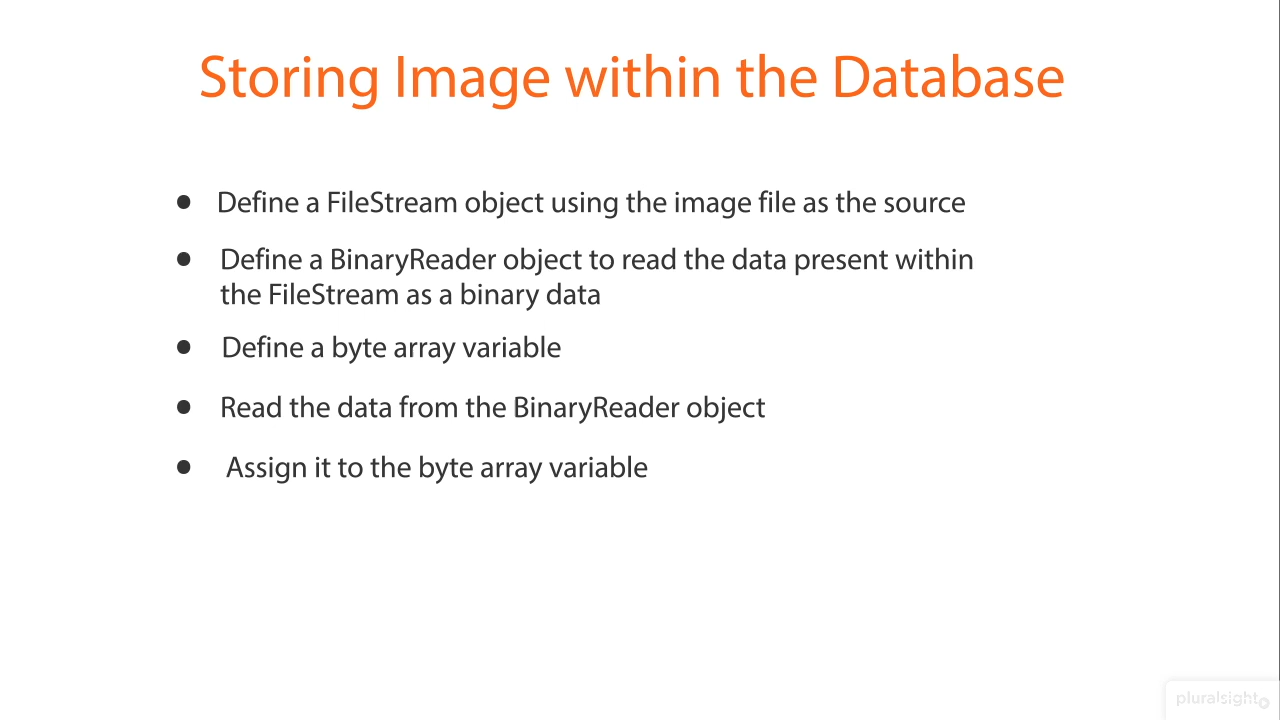 Storing Image within the Database
• Define a FileStream object using the image file as the source
• Define a BinaryReader object to read the data present within
the FileStream as a binary data
• Define a byte array variable
• Read the data from the BinaryReader object
• Assign it to the byte array variable
pluralsight